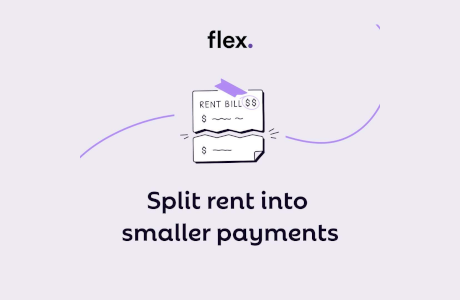 flex.
RENT BILL $$
$
$
Split rent into
smaller payments